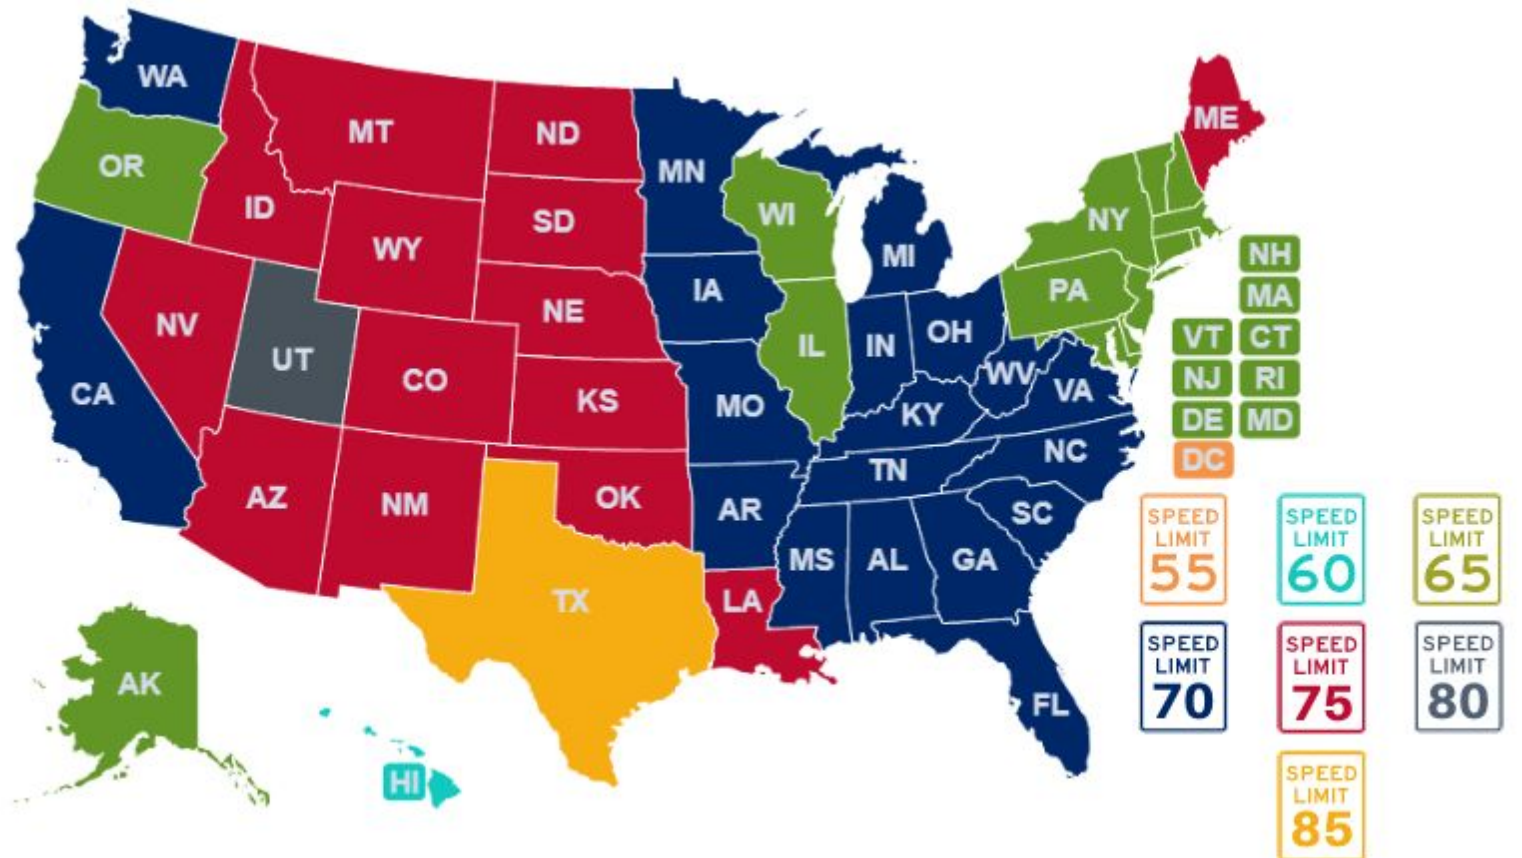 WA
MT
ND
ME
OR
MN
ID
SD
WI
NY
WY
MI
NH
IA
PA
MA
NV
NE
OH
VT
CT
UT
IL
IN
CO
WV
NJ
RI
CA
KS
MO
VA
KY
DE
MD
NC
DC
TN
AZ
NM
OK
AR
SC
MS
AL
GA
TX
LA
AK
FL
HI
SPEED
LIMIT
55
SPEED
LIMIT
60
SPEED
LIMIT
65
SPEED
LIMIT
70
SPEED
LIMIT
75
SPEED
LIMIT
80
SPEED
LIMIT
85